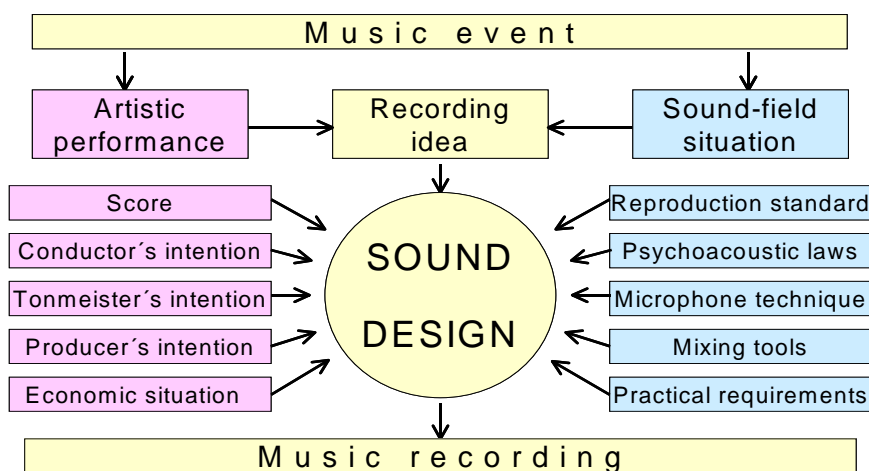 Music event
Artistic
performance
Recording
idea
Sound-field
situation
Score
Conductor´s intention
Tonmeister´s intention
Producer´s intention
Economic situation
SOUND
DESIGN
Reproduction standard
Psychoacoustic laws
Microphone technique
Mixing tools
Practical requirements
Music recording